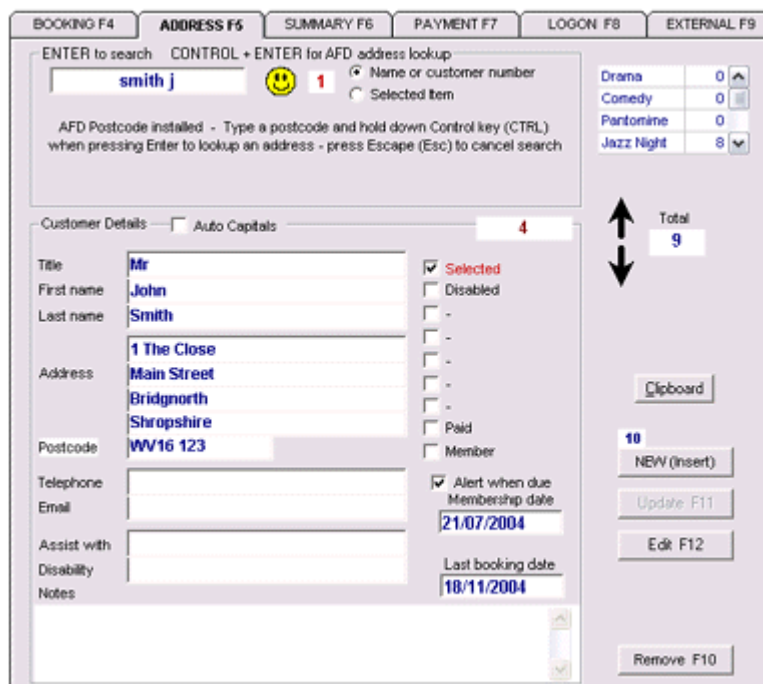 BOOKING F4
ADDRESS F5
SUMMARY F6
PAYMENT F7
LOGON F8
EXTERNAL F9
ENTER to search CONTROL + ENTER for AFD address lookup
smith j
1
Name or customer number
Selected Item
AFD Postcode installed - Type a postcode and hold down Control key (CTRL)
when pressing Enter to lookup an address - press Escape (Esc) to cancel search
Drama 0
Comedy 0
Pantomine 0
Jazz Night 8
Total
9
Customer Details
Auto Capitals
4
Title Mr
First name John
Last name Smith
Address
1 The Close
Main Street
Bridgnorth
Shropshire
Postcode WV16 123
Telephone
Email
Assist with
Disability
Notes
Selected
Disabled
-
-
-
-
-
Paid
Member
Alert when due
Membership date
21/07/2004
Last booking date
18/11/2004
Clipboard
10
NEW (Insert)
Update F11
Edit F12
Remove F10